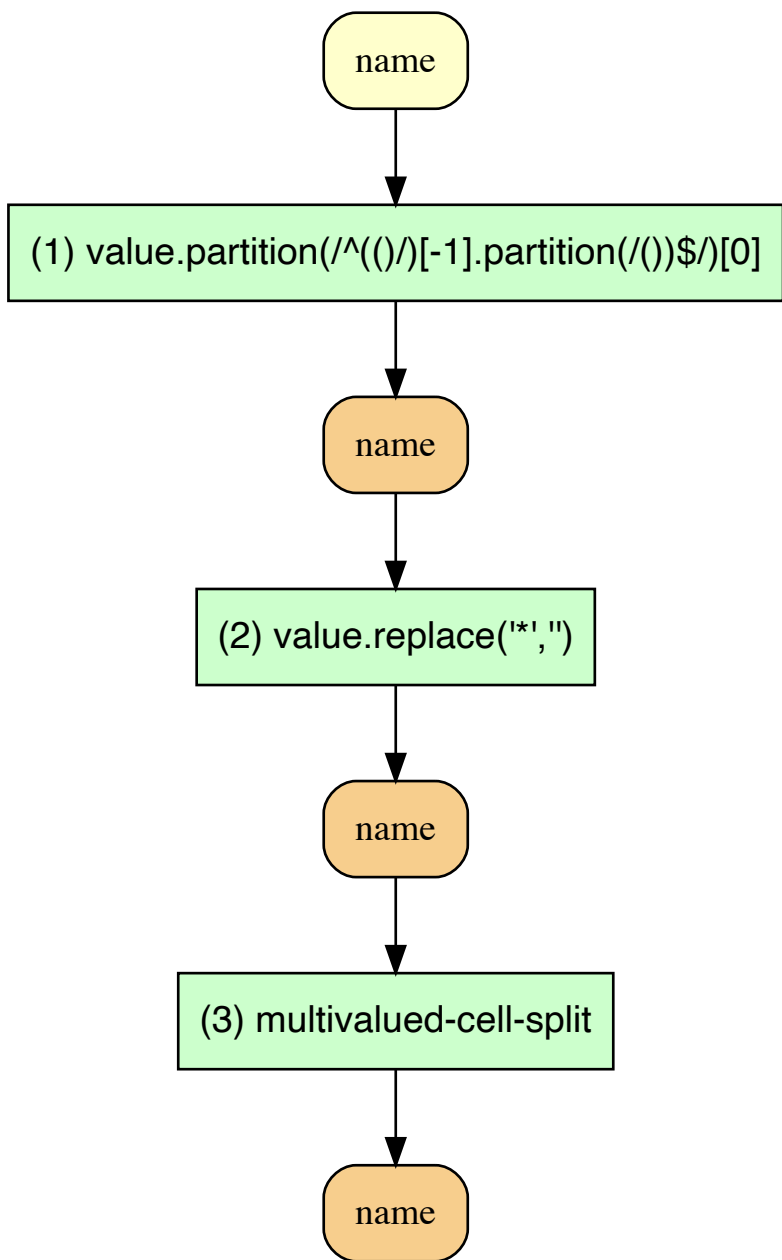 name
(1) value.partition(/^(()/)[-1].partition(/())$/)[0]
name
(2) value.replace('*','')
name
(3) multivalued-cell-split
name